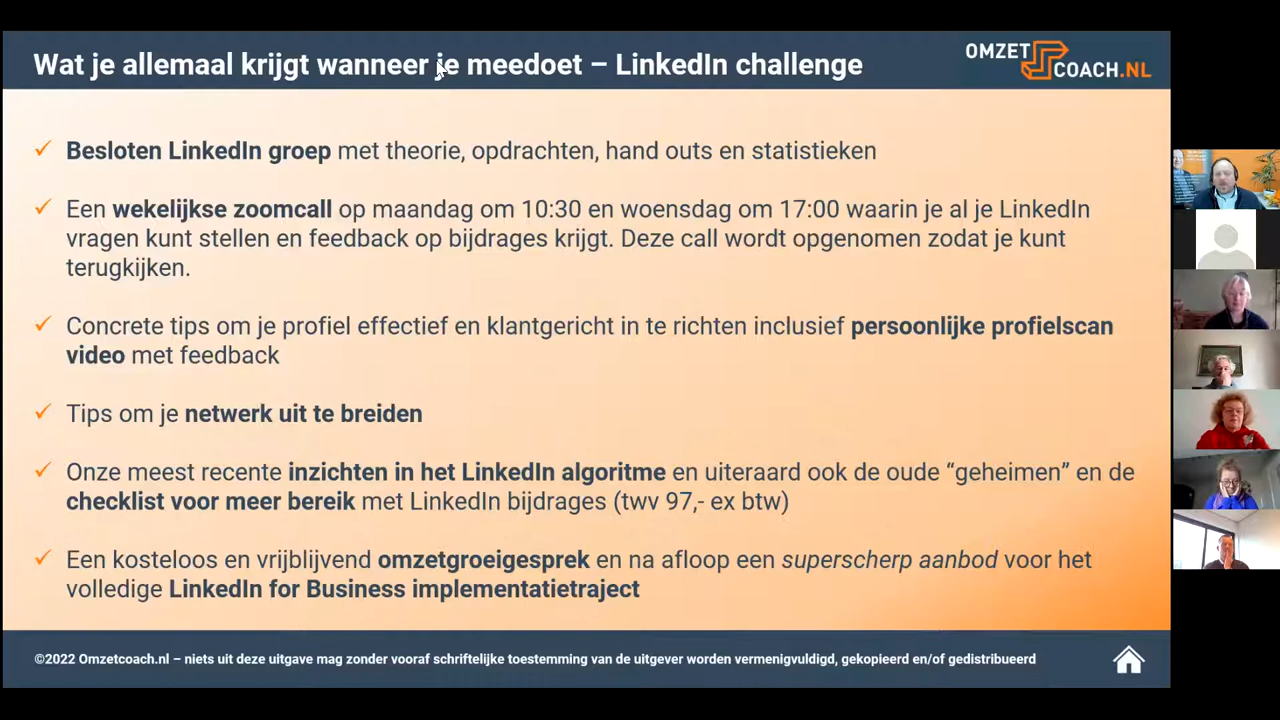 Wat je allemaal krijgt wanneer je meedoet – LinkedIn challenge
OMZET
COACH.NL
Besloten LinkedIn groep met theorie, opdrachten, hand outs en statistieken
Een wekelijkse zoomcall op maandag om 10:30 en woensdag om 17:00 waarin je al je LinkedIn
vragen kunt stellen en feedback op bijdrages krijgt. Deze call wordt opgenomen zodat je kunt
terugkijken.
Concrete tips om je profiel effectief en klantgericht in te richten inclusief persoonlijke profielscan
video met feedback
Tips om je netwerk uit te breiden
Onze meest recente inzichten in het LinkedIn algoritme en uiteraard ook de oude “geheimen” en de
checklist voor meer bereik met LinkedIn bijdrages (twv 97,- ex btw)
Een kosteloos en vrijblijvend omzetgroeigesprek en na afloop een superscherp aanbod voor het
volledige LinkedIn for Business implementatietraject
©2022 Omzetcoach.nl – niets uit deze uitgave mag zonder vooraf schriftelijke toestemming van de uitgever worden vermenigvuldigd, gekopieerd en/of gedistribueerd